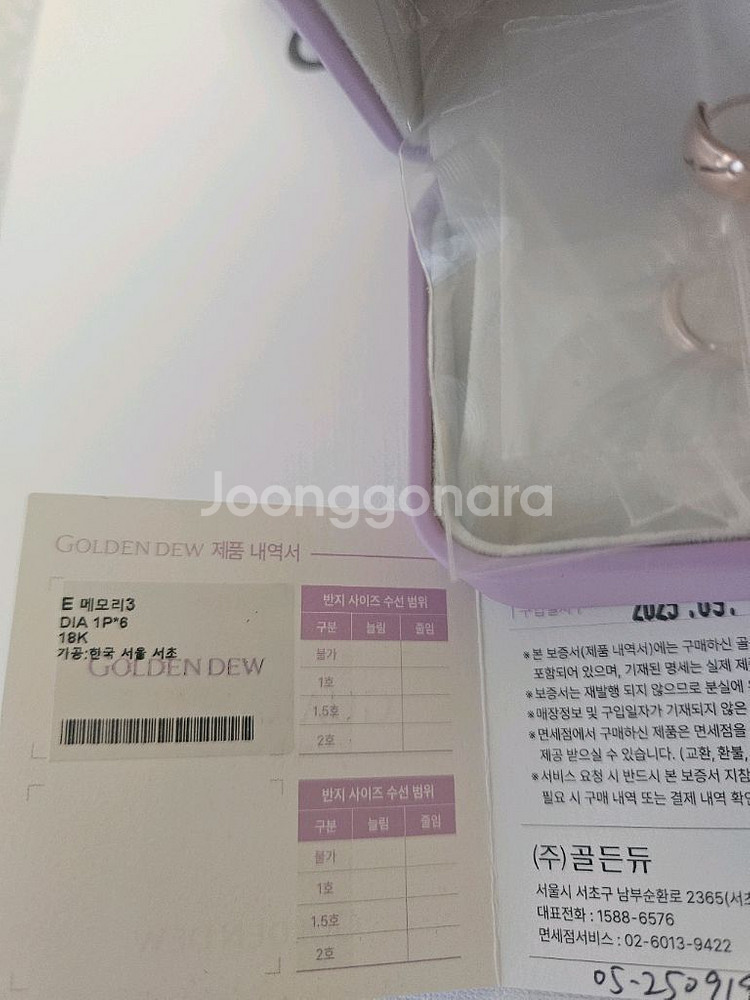 Joonggonara
GOLDEN DEW 제품 내역서
E 메모리3
DIA 1P*6
18K
가공:한국 서울 서초
GOLDEN DEW
반지 사이즈 수선 범위
구분 늘림 줄임
불가
1호
1.5호
2호
반지 사이즈 수선 범위
구분 늘림 줄임
불가
1호
1.5호
2호
※본 보증서(제품 내역서)에는 구매하신
포함되어 있으며, 기재된 명세는 실제
※보증서는 재발행 되지 않으므로 분실에
※매장정보 및 구입일자가 기재되지 않은
※면세점에서 구매하신 제품은 면세점을
제공 받으실 수 있습니다. (교환, 환불,
※서비스 요청 시 반드시 본 보증서 지참
필요 시 구매 내역 또는 결제 내역
(주)골든듀
서울시 서초구 남부순환로 2365(서초
대표전화 : 1588-6576
면세점서비스 : 02-6013-9422